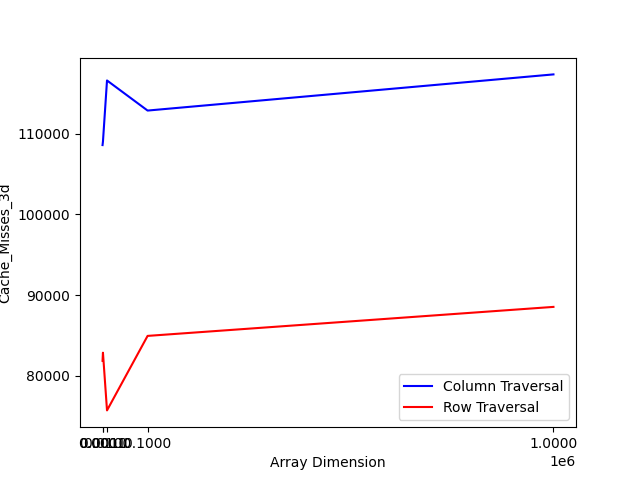 110000
100000
90000
80000
Cache_Misses_3d
Column Traversal
Row Traversal
0.1000
1.0000
Array Dimension
1e6